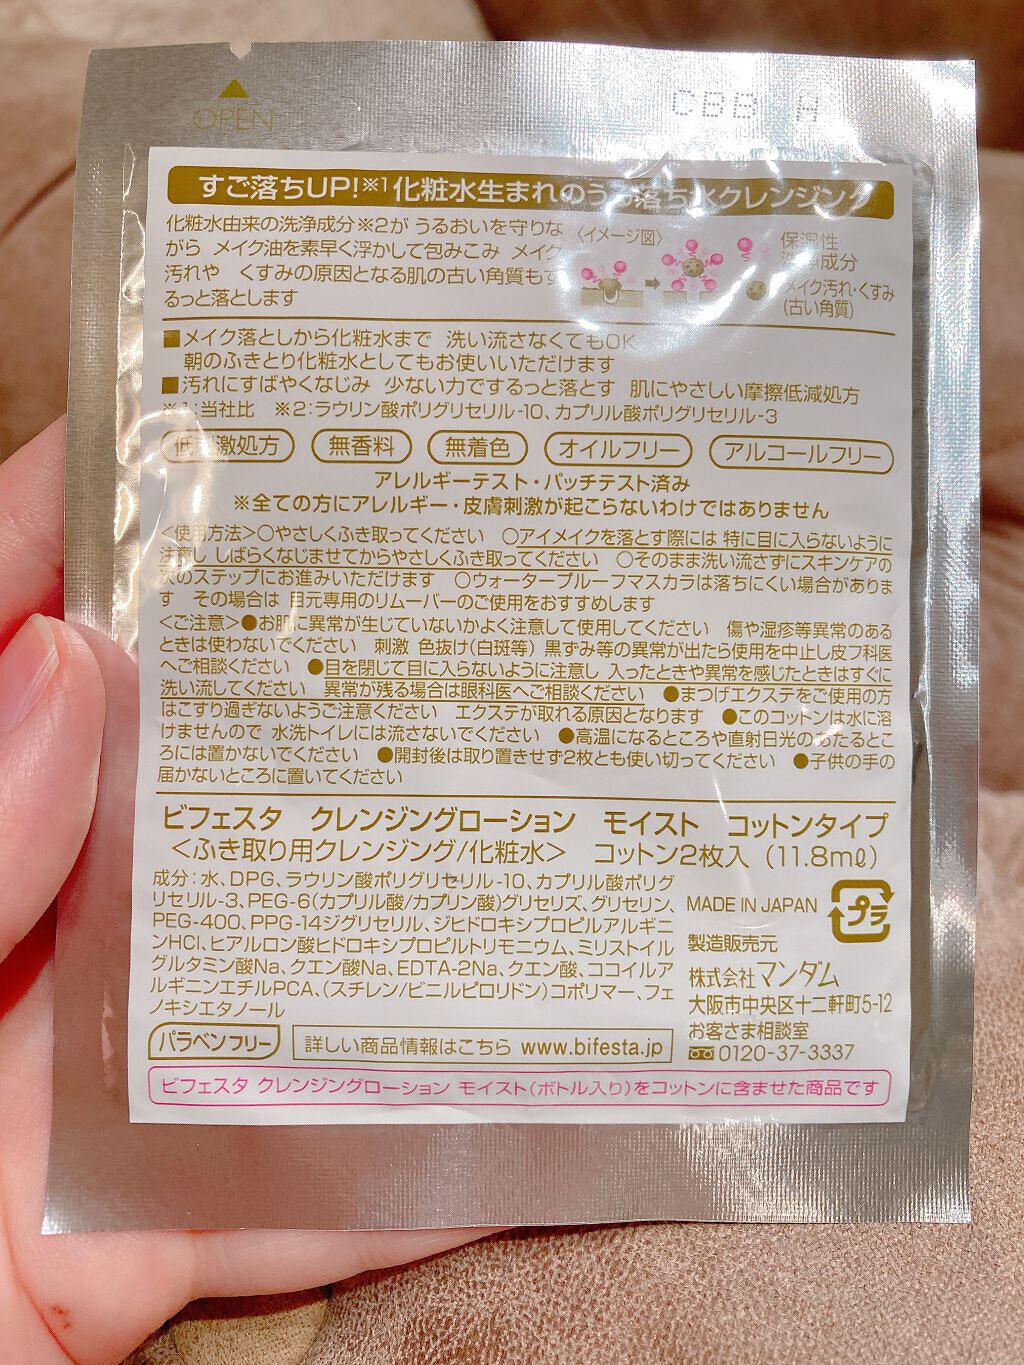 OPEN
CBB H
すご落ちUP!※1化粧水生まれのうる落ち水クレンジング
化粧水由来の洗浄成分※2が うるおいを守りな
がら メイク油を素早く浮かして包みこみ メイク
汚れや くすみの原因となる肌の古い角質もす
るっと落とします
〈イメージ図〉
保湿性
洗浄成分
メイク汚れ・くすみ
(古い角質)
■メイク落としから化粧水まで 洗い流さなくてもOK
朝のふきとり化粧水としてもお使いいただけます
■汚れにすばやくなじみ 少ない力でするっと落とす 肌にやさしい摩擦低減処方
※1:当社比 ※2:ラウリン酸ポリグリセリル-10、カプリル酸ポリグリセリル-3
低刺激処方 無香料 無着色 オイルフリー アルコールフリー
アレルギーテスト・パッチテスト済み
※全ての方にアレルギー・皮膚刺激が起こらないわけではありません
<使用方法>○やさしくふき取ってください ○アイメイクを落とす際には 特に目に入らないように
注意し しばらくなじませてからやさしくふき取ってください ○そのまま洗い流さずにスキンケアの
次のステップにお進みいただけます ○ウォータープルーフマスカラは落ちにくい場合がありま
す その場合は 目元専用のリムーバーのご使用をおすすめします
<ご注意>●お肌に異常が生じていないかよく注意して使用してください 傷や湿疹等異常のある
ときは使わないでください 刺激 色抜け(白斑等) 黒ずみ等の異常が出たら使用を中止し皮フ科医
へご相談ください ●目を閉じて目に入らないように注意し 入ったときや異常を感じたときはすぐに
洗い流してください 異常が残る場合は眼科医へご相談ください ●まつげエクステをご使用の方
はこすり過ぎないようご注意ください エクステが取れる原因となります ●このコットンは水に溶
けませんので 水洗トイレには流さないでください ●高温になるところや直射日光のあたるとこ
ろには置かないでください ●開封後は取り置きせず2枚とも使い切ってください ●子供の手の
届かないところに置いてください
ビフェスタ クレンジングローション モイスト コットンタイプ
<ふき取り用クレンジング/化粧水> コットン2枚入(11.8mℓ)
成分:水、DPG、ラウリン酸ポリグリセリル-10、カプリル酸ポリグ
リセリル-3、PEG-6(カプリル酸/カプリン酸)グリセリズ、グリセリン、
PEG-400、PPG-14ジグリセリル、ジヒドロキシプロピルアルギニ
ンHCl、ヒアルロン酸ヒドロキシプロピルトリモニウム、ミリストイル
グルタミン酸Na、クエン酸Na、EDTA-2Na、クエン酸、ココイルア
ルギニンエチルPCA、(スチレン/ビニルピロリドン)コポリマー、フェ
ノキシエタノール
MADE IN JAPAN
プラ
製造販売元
株式会社マンダム
大阪市中央区十二軒町5-12
お客さま相談室
0120-37-3337
パラベンフリー
詳しい商品情報はこちら www.bifesta.jp
ビフェスタ クレンジングローション モイスト(ボトル入り)をコットンに含ませた商品です